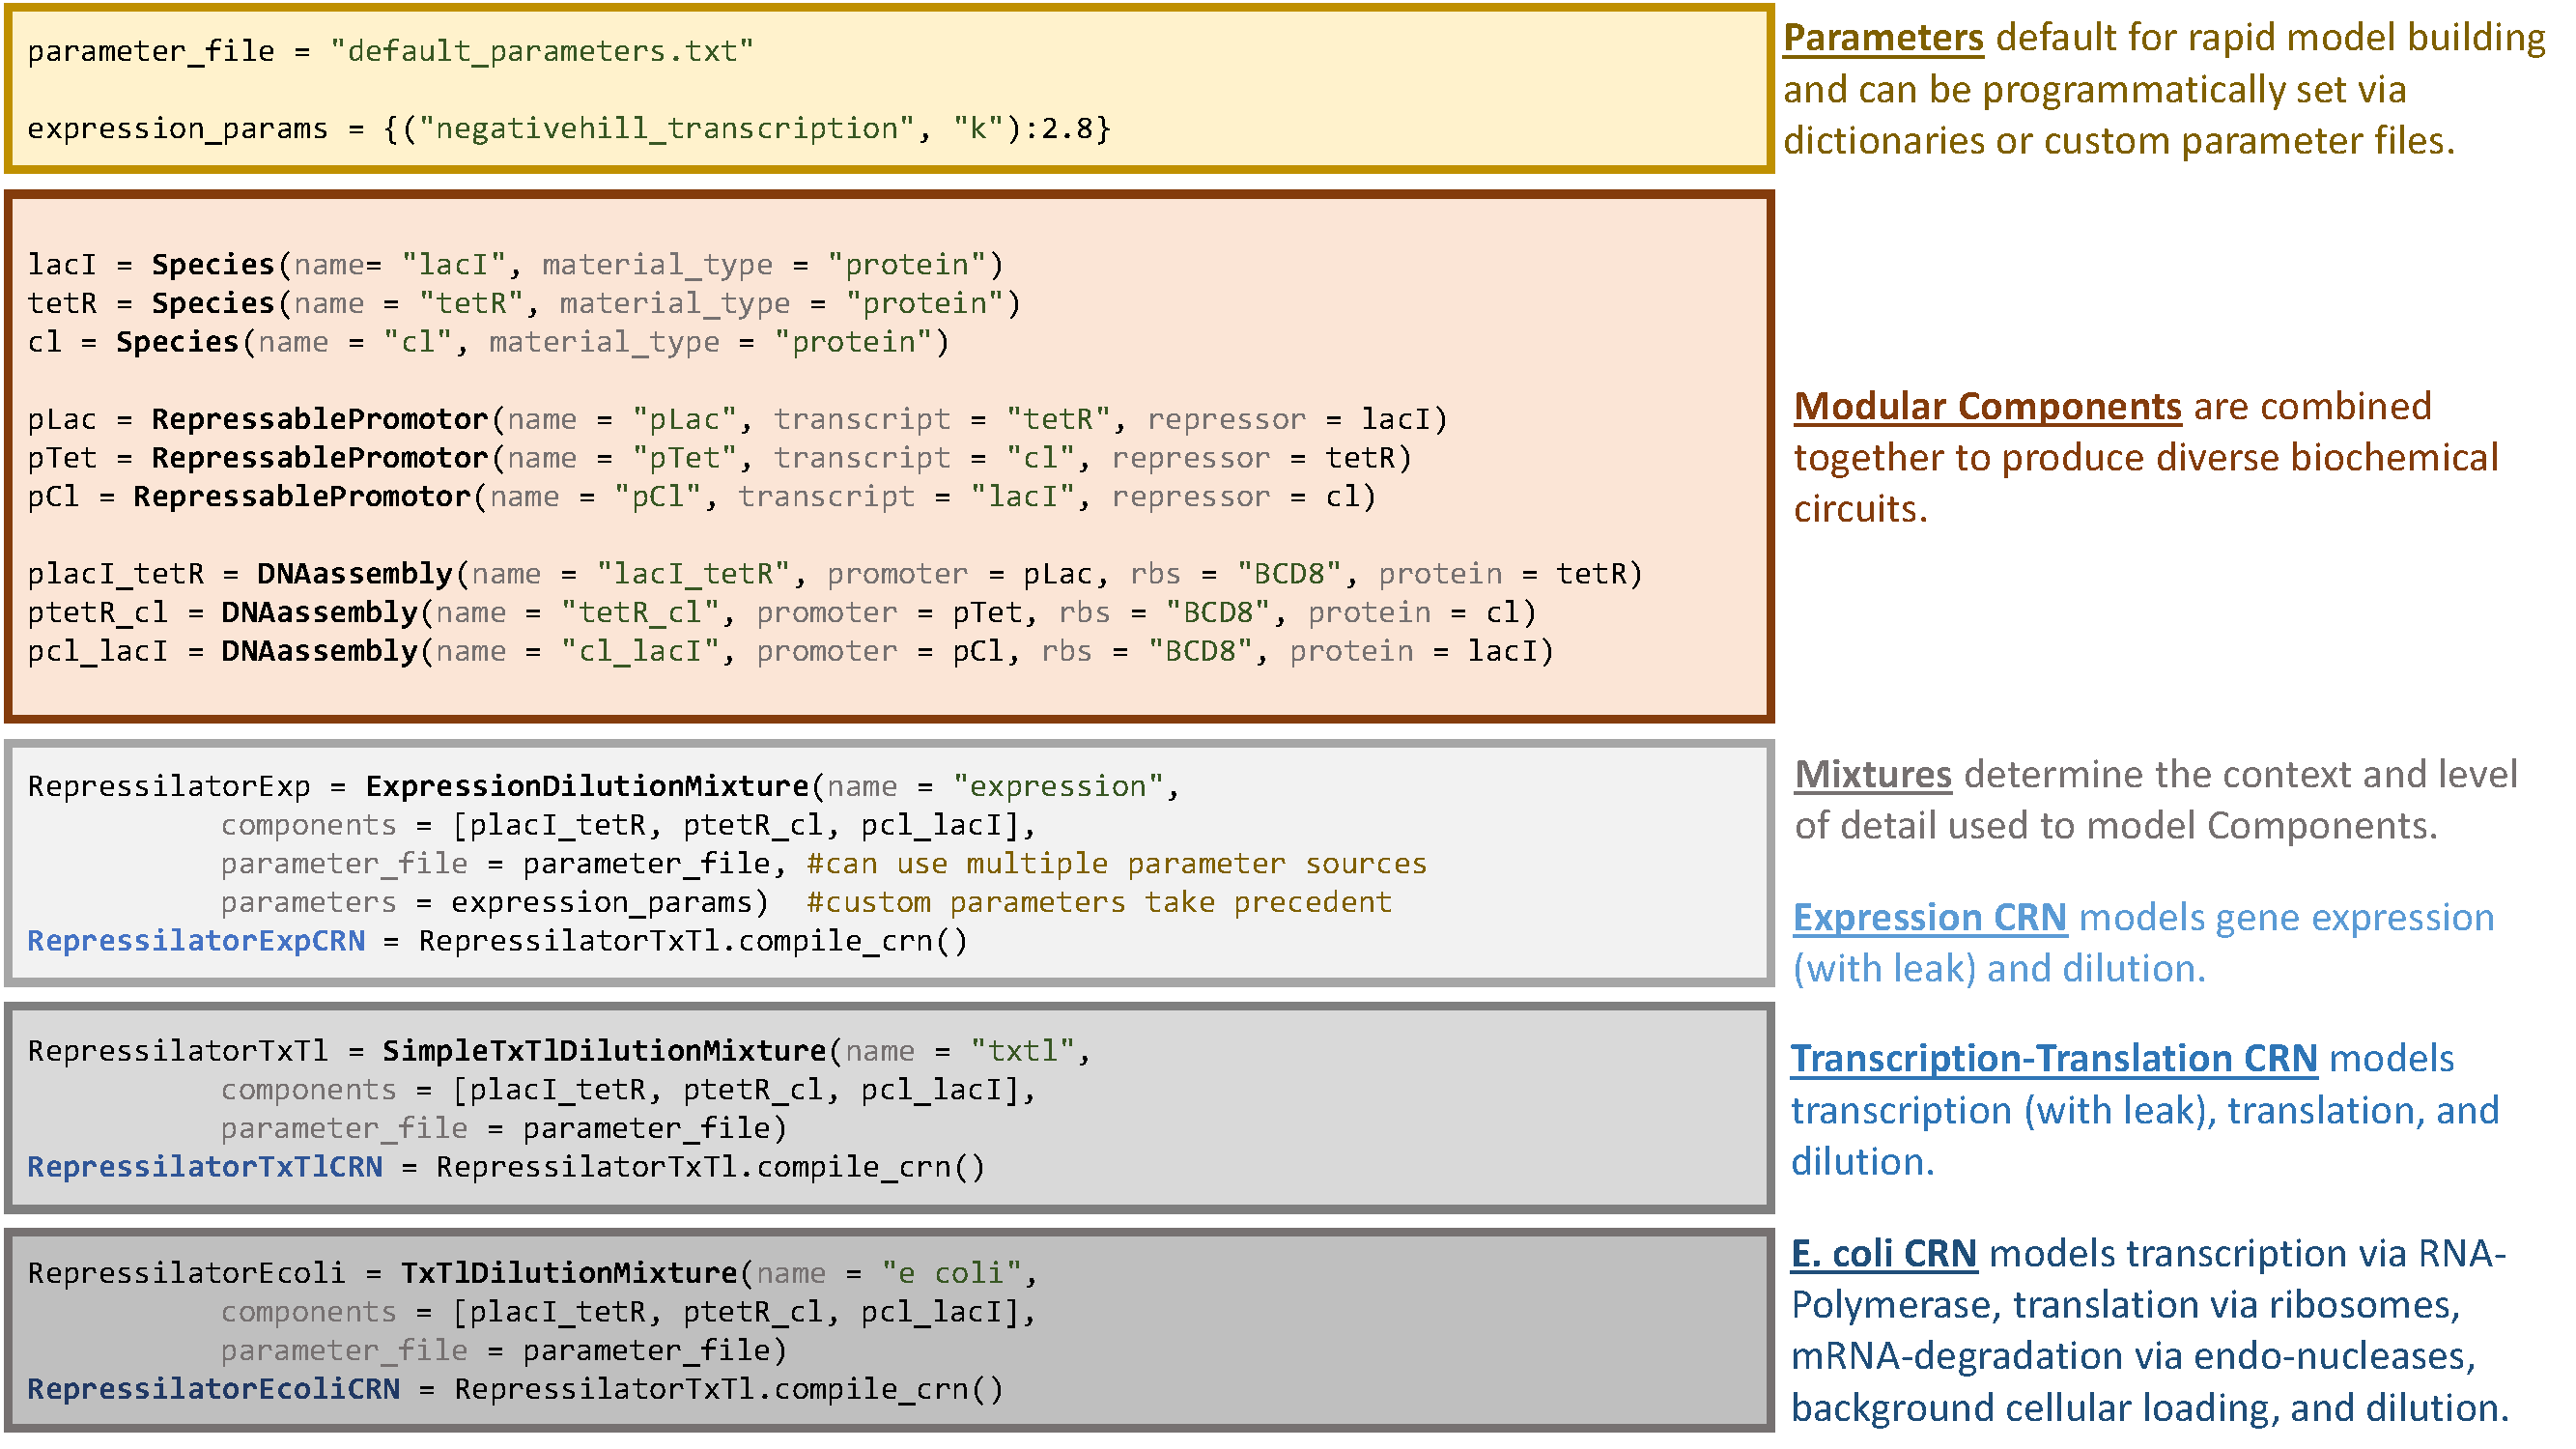 parameter_file = "default_parameters.txt"
expression_params = {("negativehill_transcription", "k"):2.8}
Parameters default for rapid model building
and can be programmatically set via
dictionaries or custom parameter files.
lacI = Species(name= "lacI", material_type = "protein")
tetR = Species(name = "tetR", material_type = "protein")
cl = Species(name = "cl", material_type = "protein")
pLac = RepressablePromotor(name = "pLac", transcript = "tetR", repressor = lacI)
pTet = RepressablePromotor(name = "pTet", transcript = "cl", repressor = tetR)
pCl = RepressablePromotor(name = "pCl", transcript = "lacI", repressor = cl)
placI_tetR = DNAassembly(name = "lacI_tetR", promoter = pLac, rbs = "BCD8", protein = tetR)
ptetR_cl = DNAassembly(name = "tetR_cl", promoter = pTet, rbs = "BCD8", protein = cl)
pcl_lacI = DNAassembly(name = "cl_lacI", promoter = pCl, rbs = "BCD8", protein = lacI)
Modular Components are combined
together to produce diverse biochemical
circuits.
RepressilatorExp = ExpressionDilutionMixture(name = "expression",
components = [placI_tetR, ptetR_cl, pcl_lacI],
parameter_file = parameter_file, #can use multiple parameter sources
parameters = expression_params)  #custom parameters take precedent
RepressilatorExpCRN = RepressilatorTxTl.compile_crn()
Mixtures determine the context and level
of detail used to model Components.
Expression CRN models gene expression
(with leak) and dilution.
RepressilatorTxTl = SimpleTxTlDilutionMixture(name = "txtl",
components = [placI_tetR, ptetR_cl, pcl_lacI],
parameter_file = parameter_file)
RepressilatorTxTlCRN = RepressilatorTxTl.compile_crn()
Transcription-Translation CRN models
transcription (with leak), translation, and
dilution.
RepressilatorEcoli = TxTlDilutionMixture(name = "e coli",
components = [placI_tetR, ptetR_cl, pcl_lacI],
parameter_file = parameter_file)
RepressilatorEcoliCRN = RepressilatorTxTl.compile_crn()
E. coli CRN models transcription via RNA-
Polymerase, translation via ribosomes,
mRNA-degradation via endo-nucleases,
background cellular loading, and dilution.